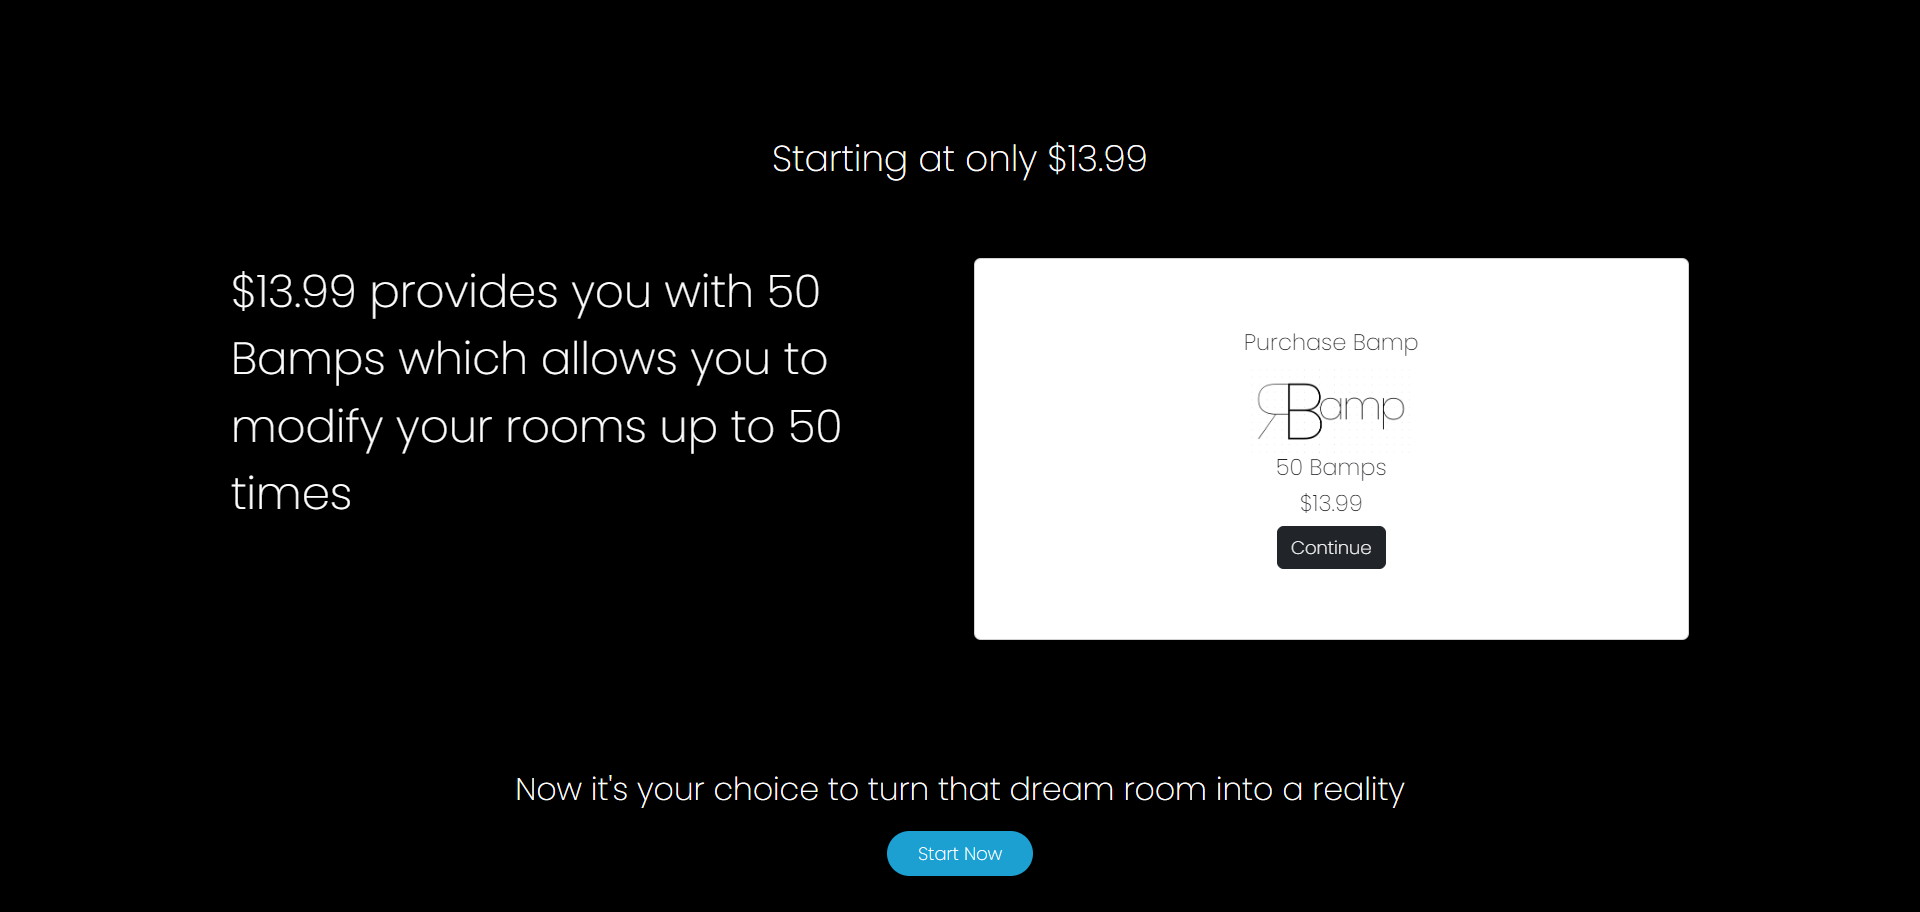 Starting at only $13.99
$13.99 provides you with 50
Bamps which allows you to
modify your rooms up to 50
times
Purchase Bamp
RBamp
50 Bamps
$13.99
Continue
Now it's your choice to turn that dream room into a reality
Start Now